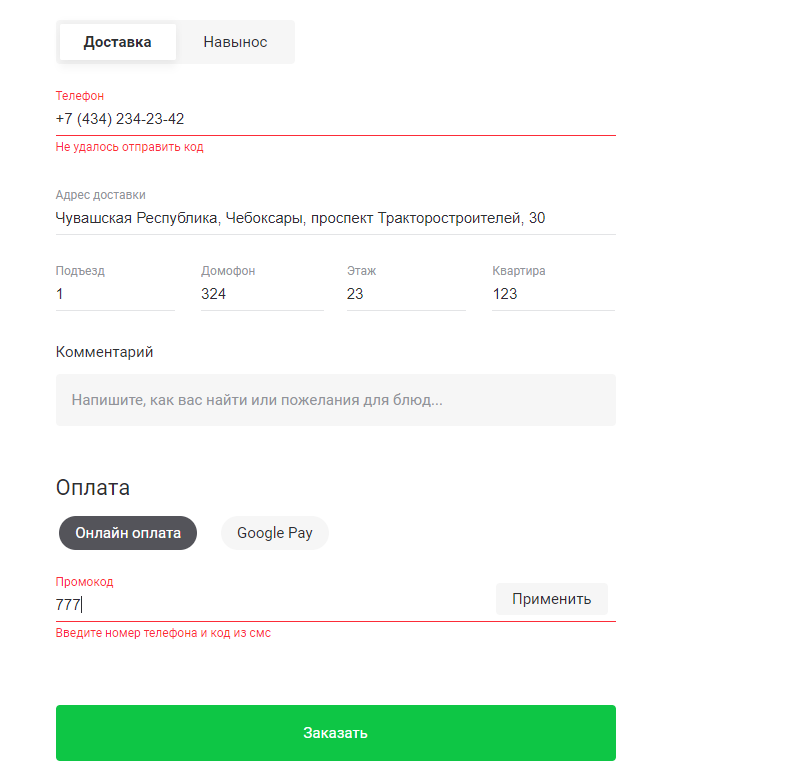 Доставка Навынос
Телефон
+7 (434) 234-23-42
Не удалось отправить код
Адрес доставки
Чувашская Республика, Чебоксары, проспект Тракторостроителей, 30
Подъезд Домофон Этаж Квартира
1 324 23 123
Комментарий
Напишите, как вас найти или пожелания для блюд...
Оплата
Онлайн оплата Google Pay
Промокод
777 Применить
Введите номер телефона и код из смс
Заказать